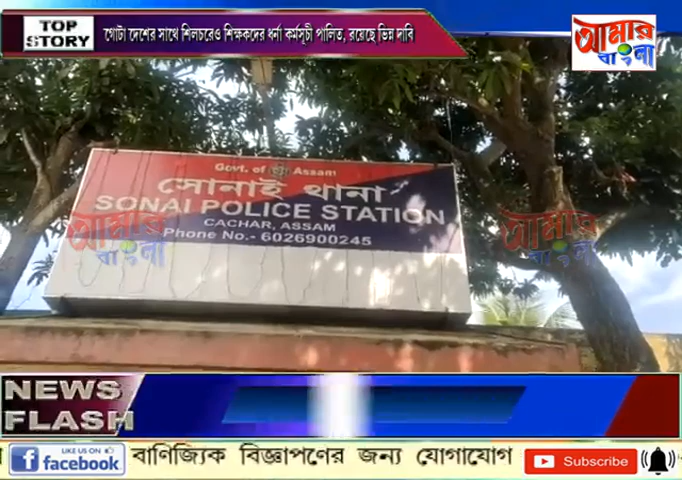 TOP
STORY
গোটা দেশের সাথে শিলচরেও শিক্ষকদের ধর্না কর্মসূচী পালিত, রয়েছে ভিন্ন দাবি
আমার
বাংলা
Govt. of Assam
সোনাই থানা
SONAI POLICE STATION
CACHAR, ASSAM
Phone No.- 6026900245
আমার
বাংলা
আমার
বাংলা
NEWS
FLASH
LIKE US ON
facebook
বাণিজ্যিক বিজ্ঞাপণের জন্য যোগাযোগ
Subscribe